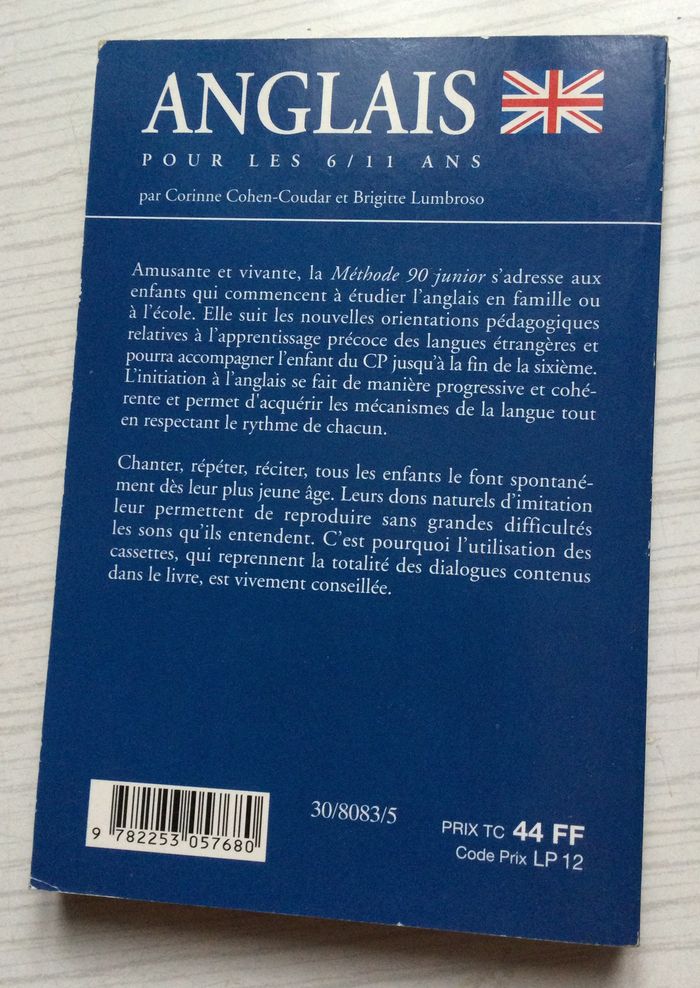 ANGLAIS
POUR LES 6/11 ANS
par Corinne Cohen-Coudar et Brigitte Lumbroso
Amusante et vivante, la Méthode 90 junior s'adresse aux
enfants qui commencent à étudier l'anglais en famille ou
à l'école. Elle suit les nouvelles orientations pédagogiques
relatives à l'apprentissage précoce des langues étrangères et
pourra accompagner l'enfant du CP jusqu'à la fin de la sixième.
L'initiation à l'anglais se fait de manière progressive et cohé-
rente et permet d'acquérir les mécanismes de la langue tout
en respectant le rythme de chacun.
Chanter, répéter, réciter, tous les enfants le font spontané-
ment dès leur plus jeune âge. Leurs dons naturels d'imitation
leur permettent de reproduire sans grandes difficultés
les sons qu'ils entendent. C'est pourquoi l'utilisation des
cassettes, qui reprennent la totalité des dialogues contenus
dans le livre, est vivement conseillée.
9 782253 057680
30/8083/5
PRIX TC 44 FF
Code Prix LP 12